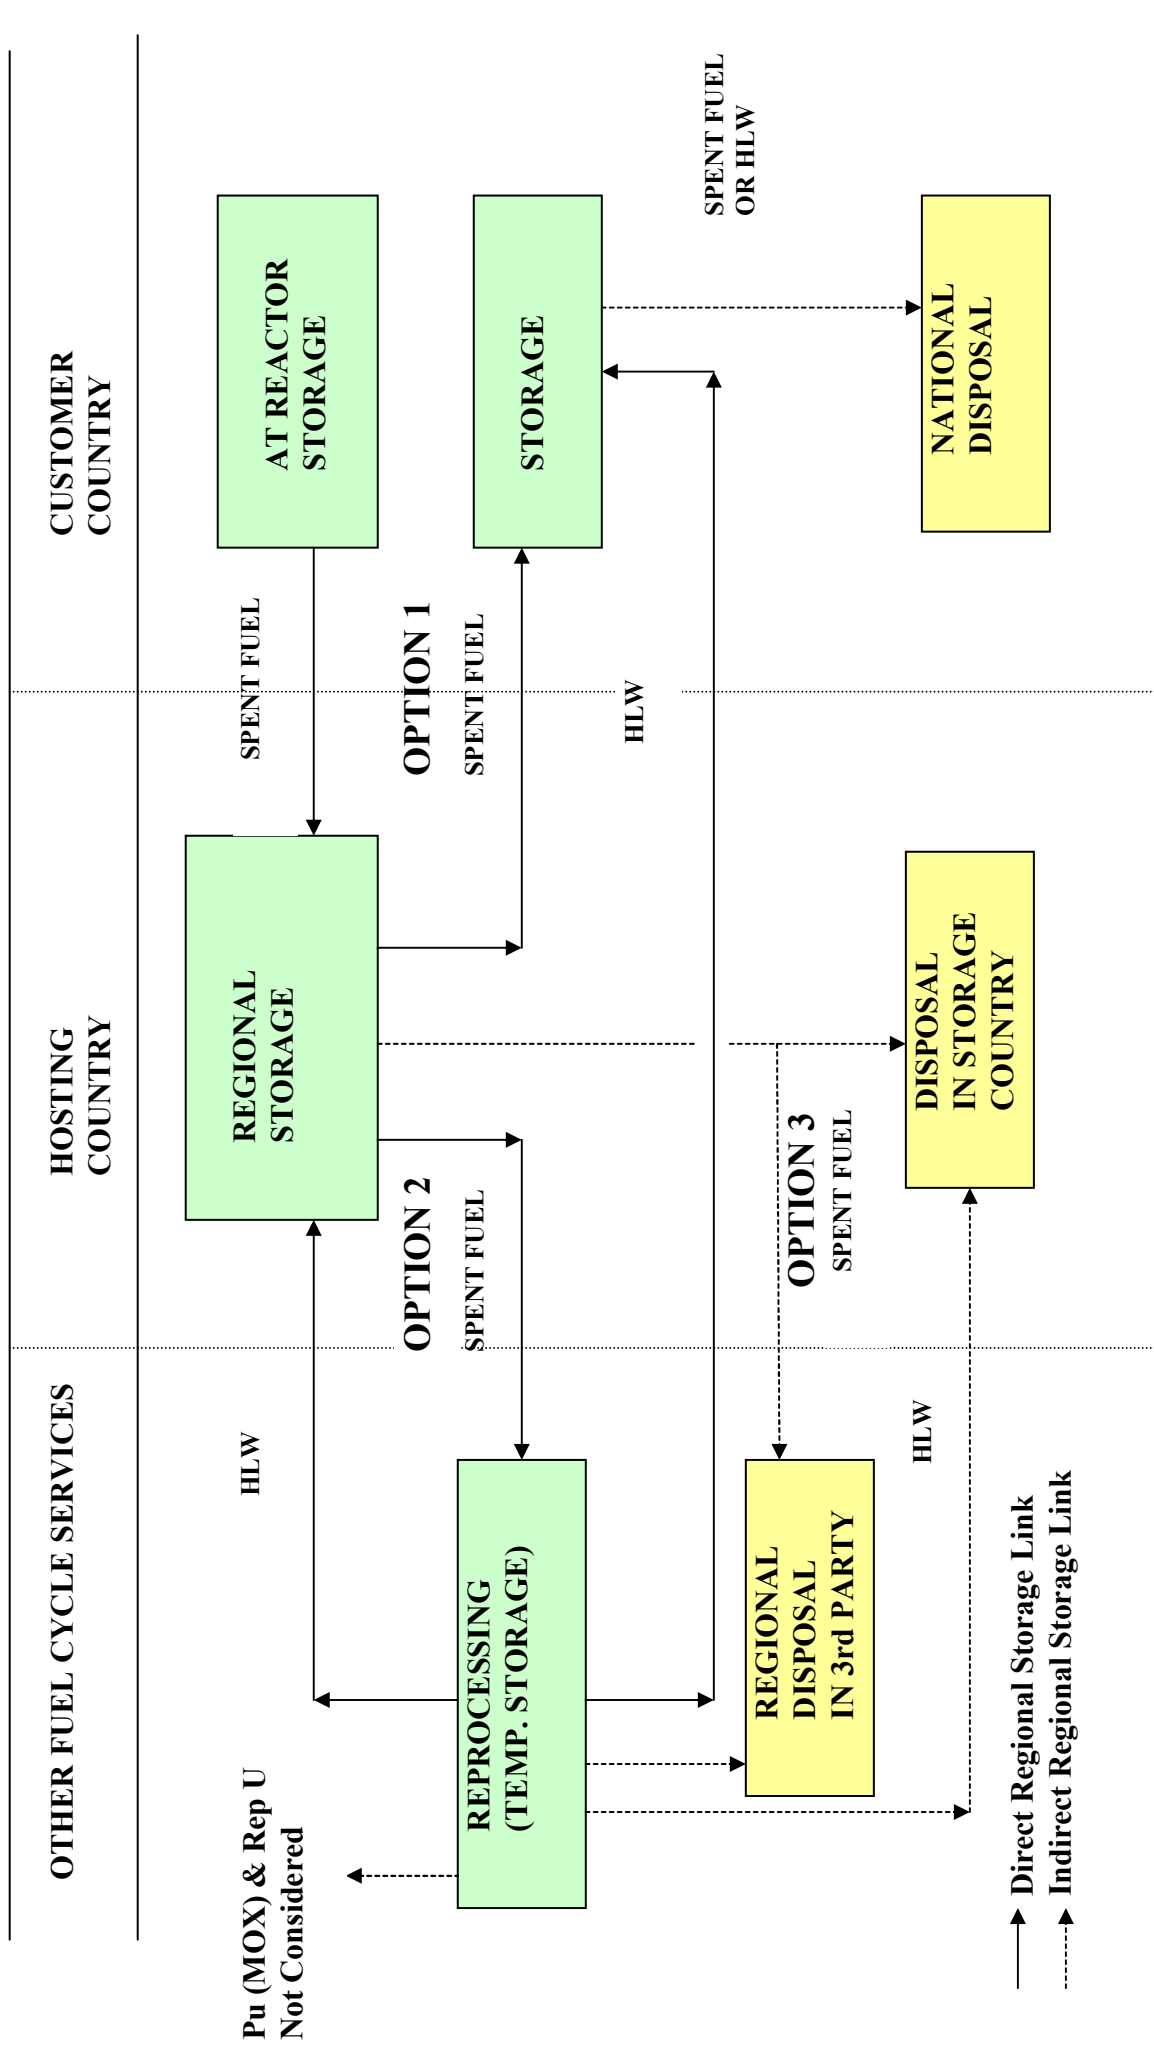 OTHER FUEL CYCLE SERVICES
HOSTING
COUNTRY
CUSTOMER
COUNTRY
Pu (MOX) & Rep U
Not Considered
HLW
REGIONAL
STORAGE
SPENT FUEL
AT REACTOR
STORAGE
OPTION 2
SPENT FUEL
OPTION 1
SPENT FUEL
REPROCESSING
(TEMP. STORAGE)
STORAGE
HLW
SPENT FUEL
OR HLW
REGIONAL
DISPOSAL
IN 3rd PARTY
OPTION 3
SPENT FUEL
HLW
DISPOSAL
IN STORAGE
COUNTRY
NATIONAL
DISPOSAL
Direct Regional Storage Link
Indirect Regional Storage Link